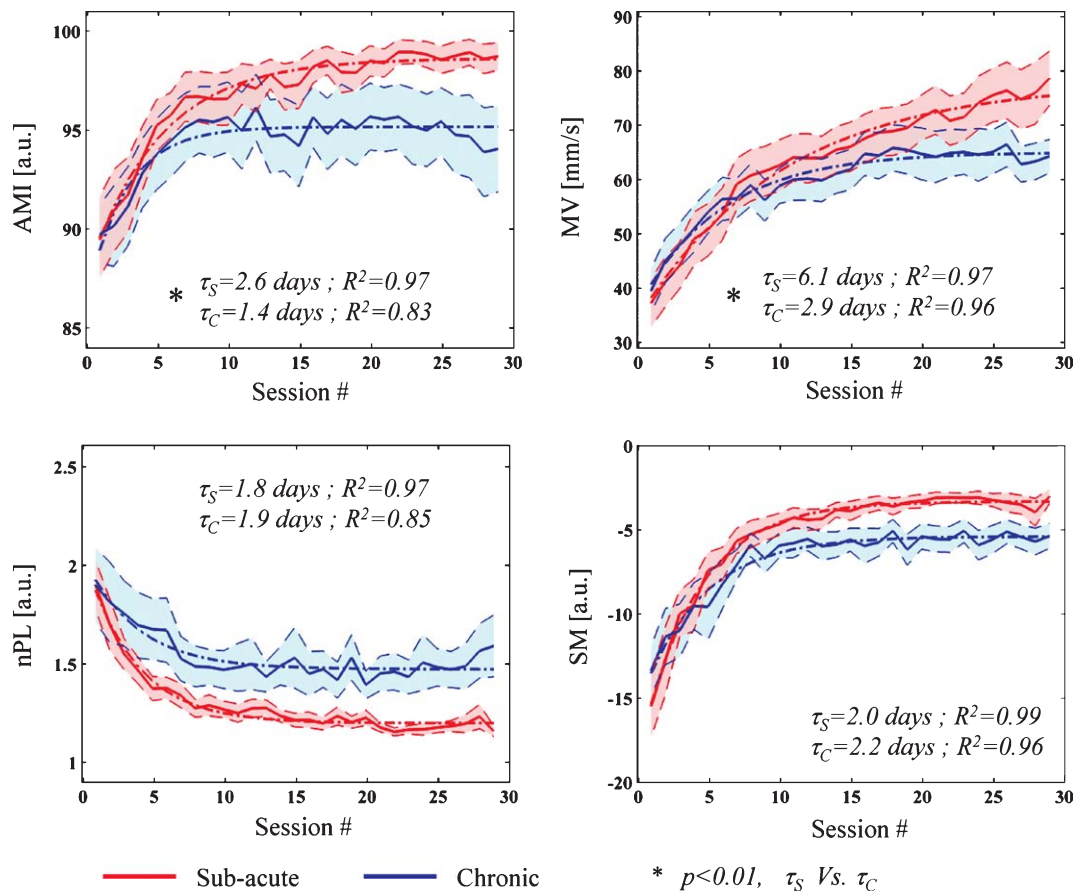 100
95
90
85
AMI [a.u.]
* τS=2.6 days ; R²=0.97
τC=1.4 days ; R²=0.83
0 5 10 15 20 25 30
Session #
90
80
70
60
50
40
30
MV [mm/s]
* τS=6.1 days ; R²=0.97
τC=2.9 days ; R²=0.96
0 5 10 15 20 25 30
Session #
2.5
2
1.5
1
nPL [a.u.]
τS=1.8 days ; R²=0.97
τC=1.9 days ; R²=0.85
0 5 10 15 20 25 30
Session #
0
-5
-10
-15
-20
SM [a.u.]
τS=2.0 days ; R²=0.99
τC=2.2 days ; R²=0.96
0 5 10 15 20 25 30
Session #
Sub-acute Chronic * p<0.01, τS Vs. τC